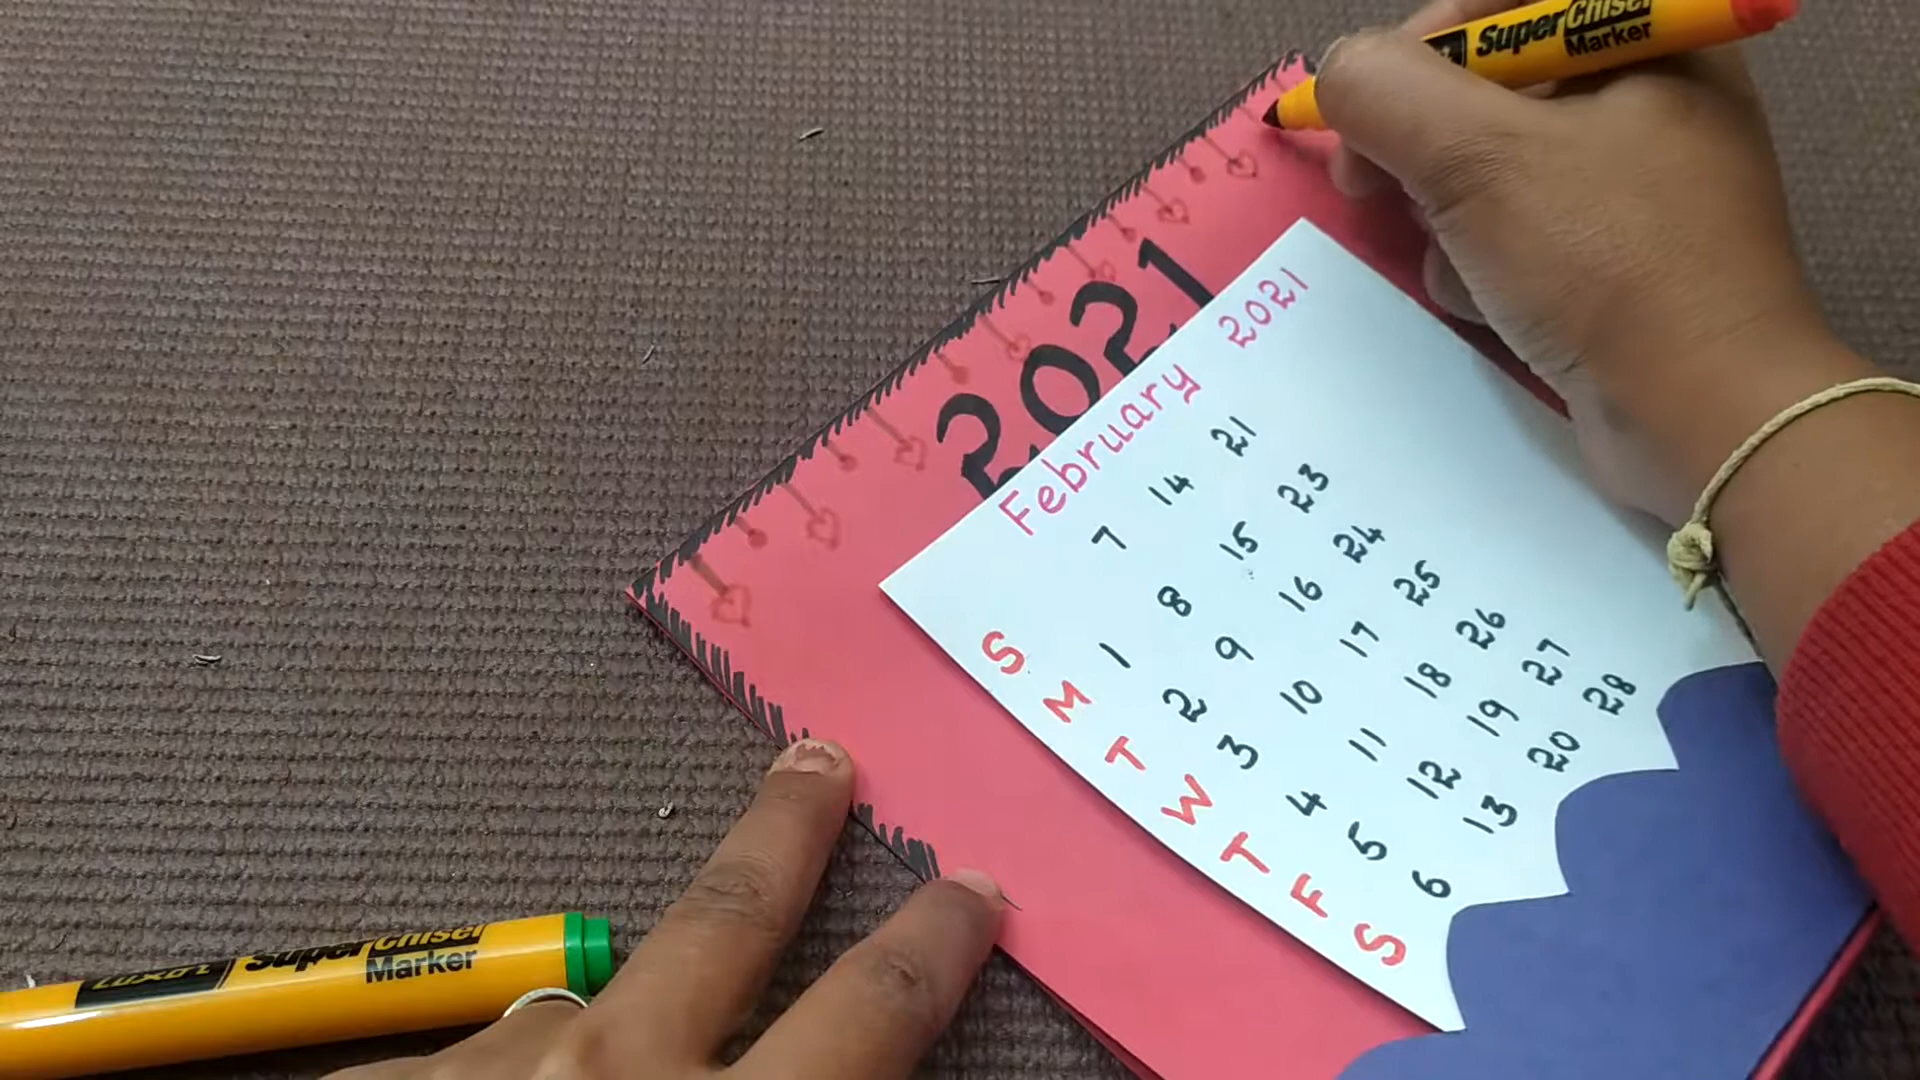 2021
February 2021
S 7 14 21
M 1 8 15 23
T 2 9 16 24
W 3 10 17 25
T 4 11 18 26
F 5 12 19 27
S 6 13 20 28
Super Chisel
Marker
Luxor Super Chisel
Marker